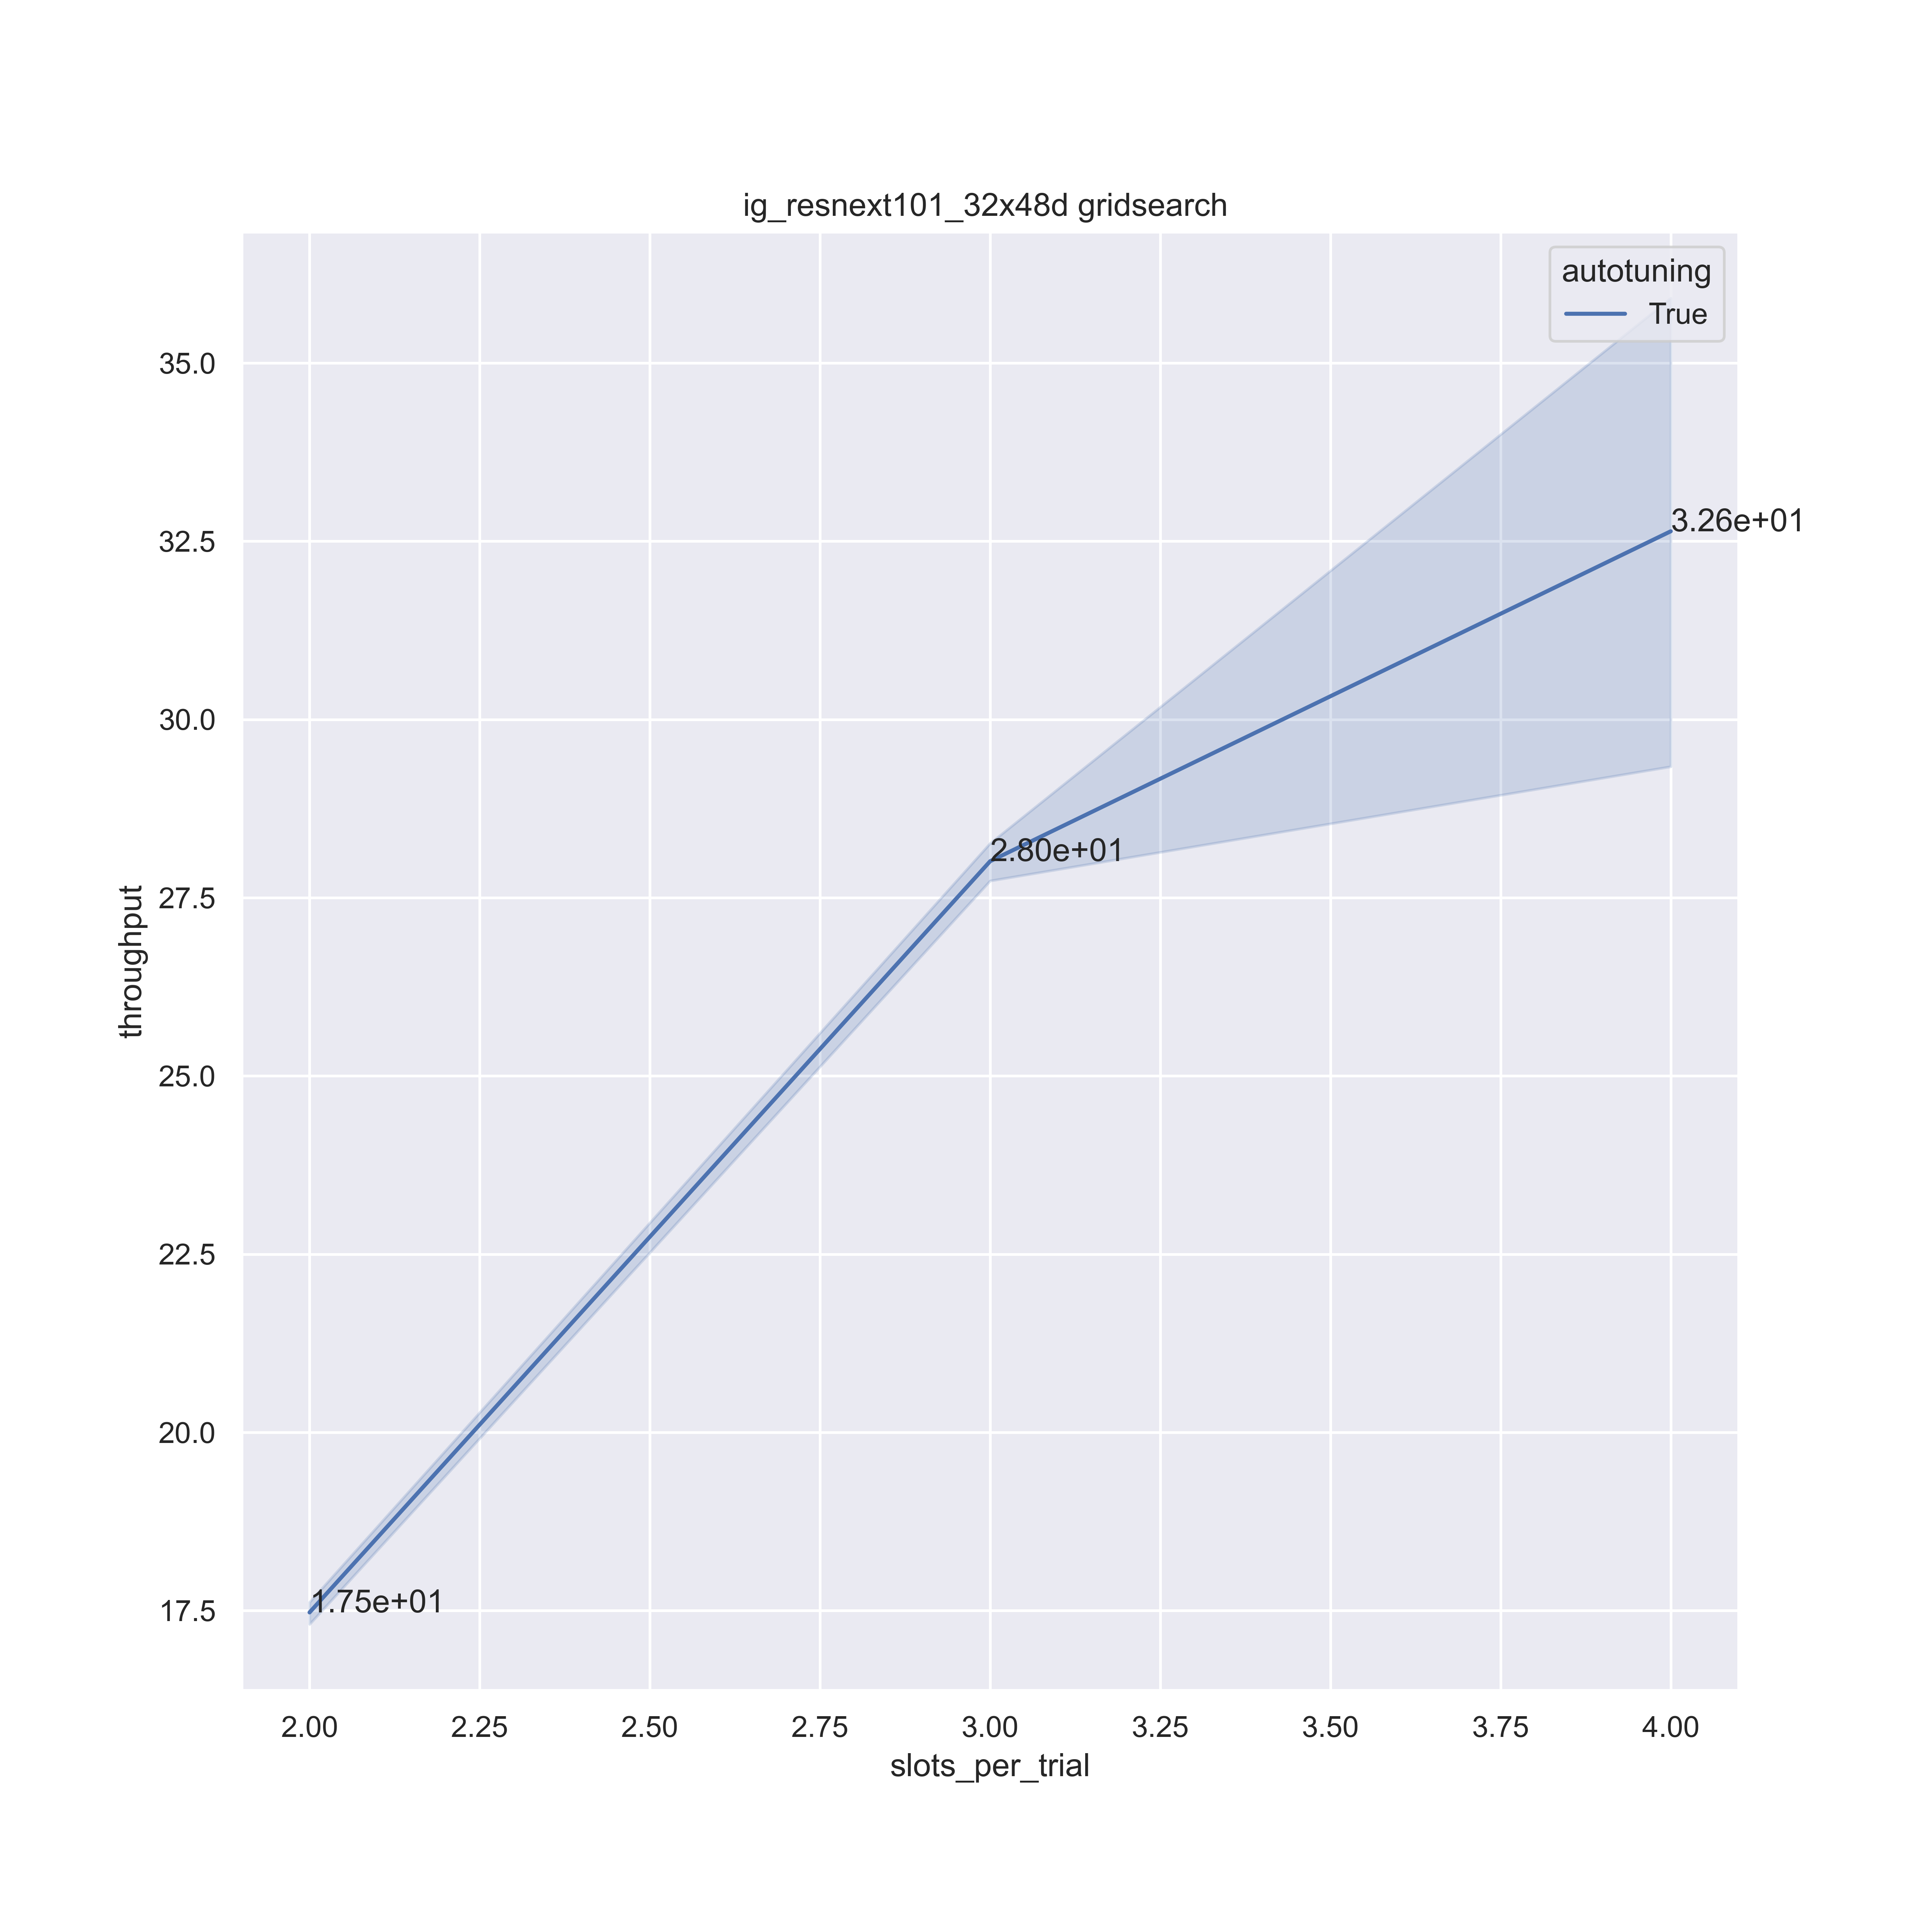 ig_resnext101_32x48d gridsearch
autotuning
True
35.0
32.5
30.0
27.5
25.0
22.5
20.0
17.5
throughput
3.26e+01
2.80e+01
1.75e+01
2.00 2.25 2.50 2.75 3.00 3.25 3.50 3.75 4.00
slots_per_trial